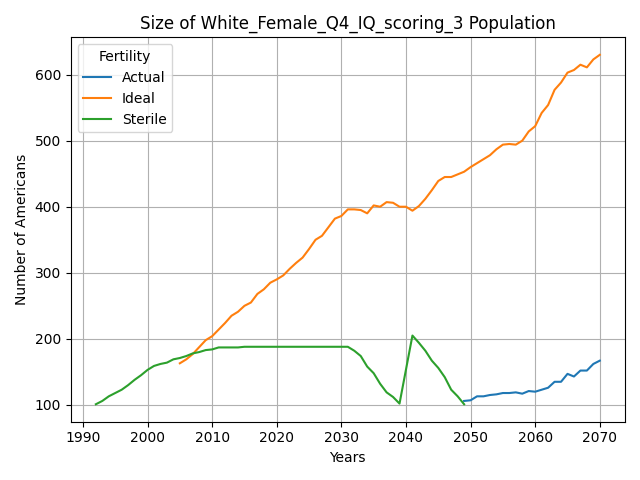 Size of White_Female_Q4_IQ_scoring_3 Population
Fertility
Actual
Ideal
Sterile
Number of Americans
600
500
400
300
200
100
1990 2000 2010 2020 2030 2040 2050 2060 2070
Years